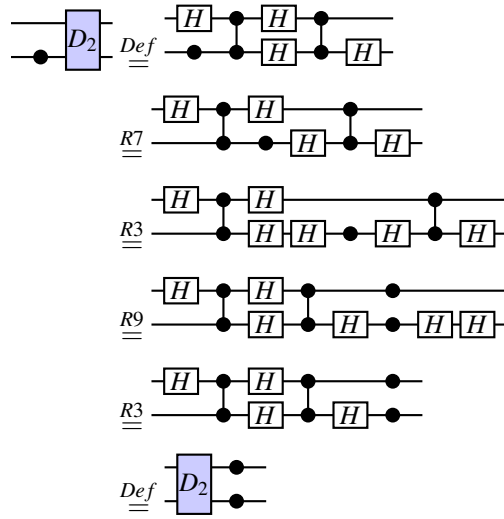 D2 Def = H H H H
R7 = H H H H
R3 = H H H H H H
R9 = H H H H H H
R3 = H H H H
Def = D2